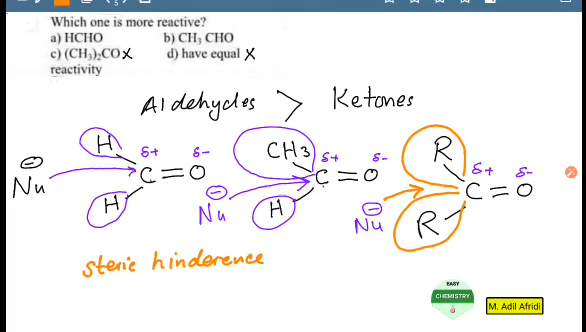 Which one is more reactive?
a) HCHO b) CH₃ CHO
c) (CH₃)₂CO X d) have equal X
reactivity
Aldehydes > Ketones
H CH3 R
δ+ δ- δ+ δ- δ+ δ-
Nu⊖ C=O Nu⊖ C=O Nu⊖ C=O
H H R
steric hinderence
EASY
CHEMISTRY
M. Adil Afridi